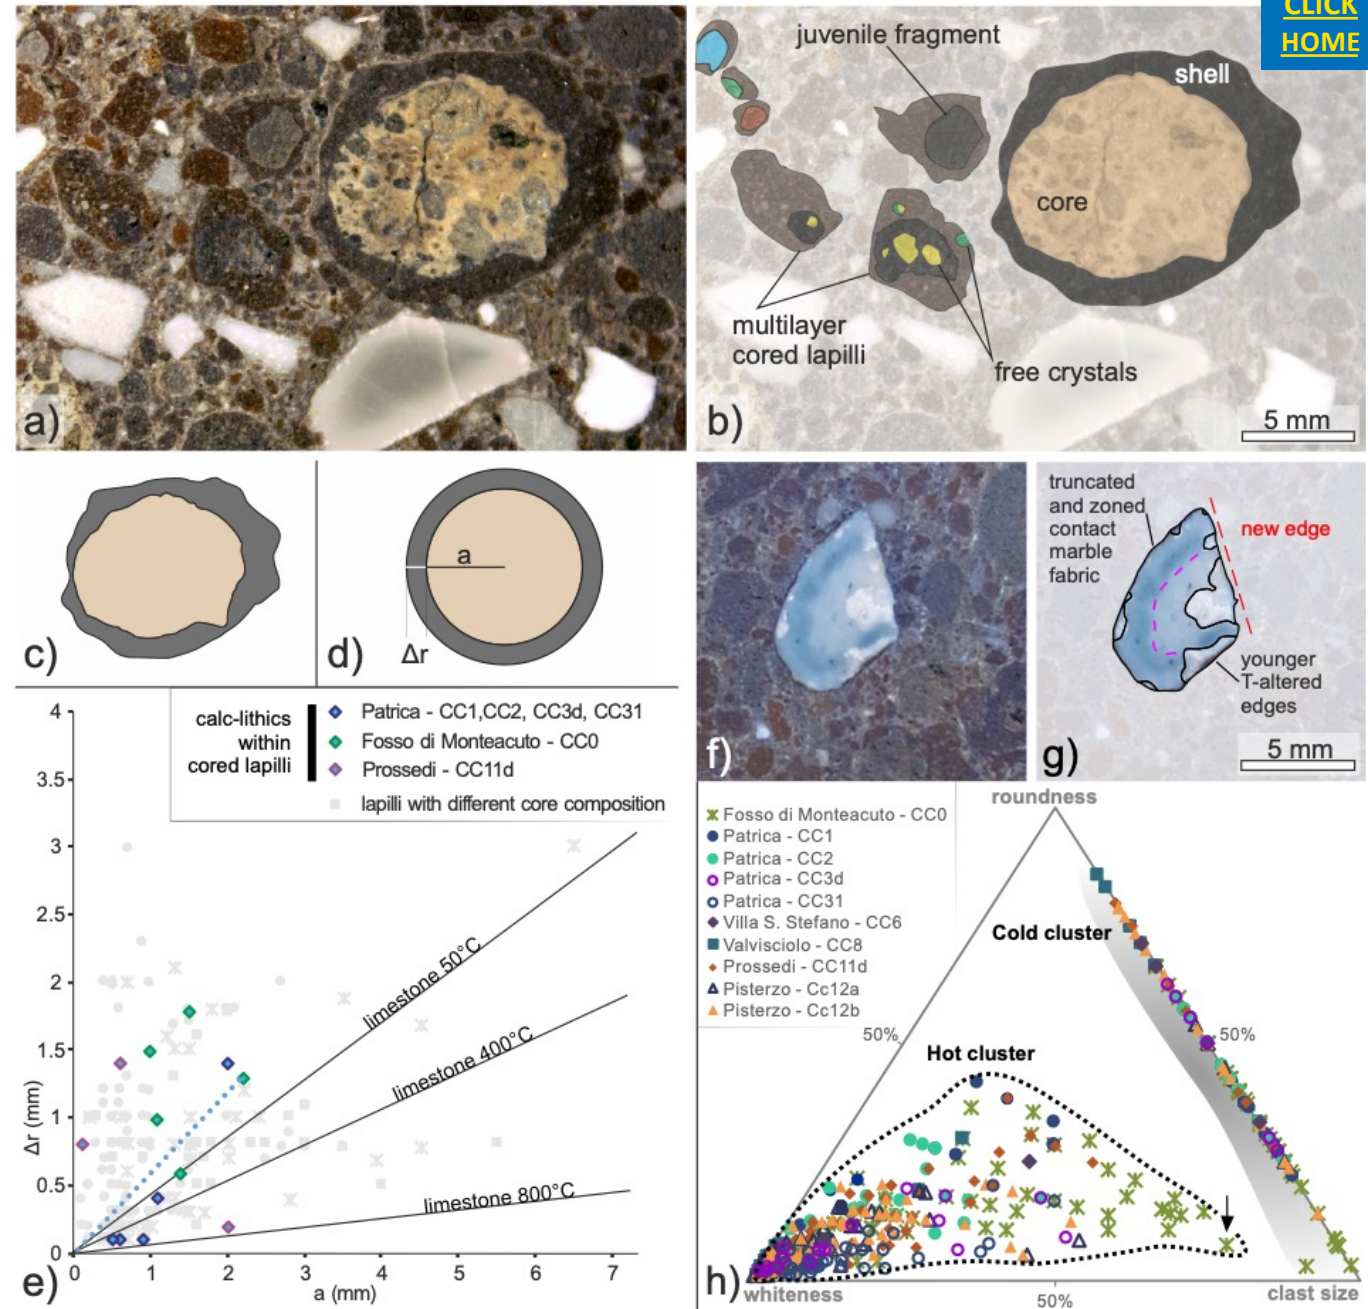 CLICK
HOME
juvenile fragment
shell
core
multilayer
cored lapilli
free crystals
a)
b)
5 mm
c)
d)
a
Δr
f)
truncated
and zoned
contact
marble
fabric
new edge
younger
T-altered
edges
g)
5 mm
calc-lithics
within
cored lapilli
Patrica - CC1,CC2, CC3d, CC31
Fosso di Monteacuto - CC0
Prossedi - CC11d
lapilli with different core composition
4
3.5
3
2.5
2
1.5
1
0.5
0
Δr (mm)
limestone 50°C
limestone 400°C
limestone 800°C
0
1
2
3
4
5
6
7
a (mm)
e)
roundness
Fosso di Monteacuto - CC0
Patrica - CC1
Patrica - CC2
Patrica - CC3d
Patrica - CC31
Villa S. Stefano - CC6
Valvisciolo - CC8
Prossedi - CC11d
Pisterzo - Cc12a
Pisterzo - Cc12b
Cold cluster
50%
50%
Hot cluster
h)
whiteness
50%
clast size